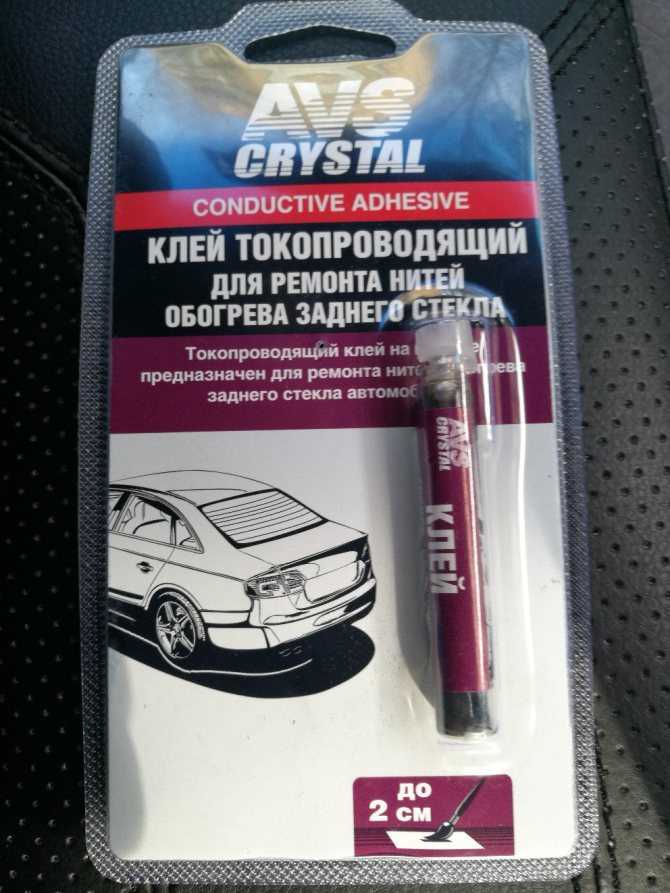 AVS
CRYSTAL
CONDUCTIVE ADHESIVE
КЛЕЙ ТОКОПРОВОДЯЩИЙ
ДЛЯ РЕМОНТА НИТЕЙ
ОБОГРЕВА ЗАДНЕГО СТЕКЛА
Токопроводящий клей на
предназначен для ремонта
заднего стекла
AVS
CRYSTAL
КЛЕЙ
до
2 см